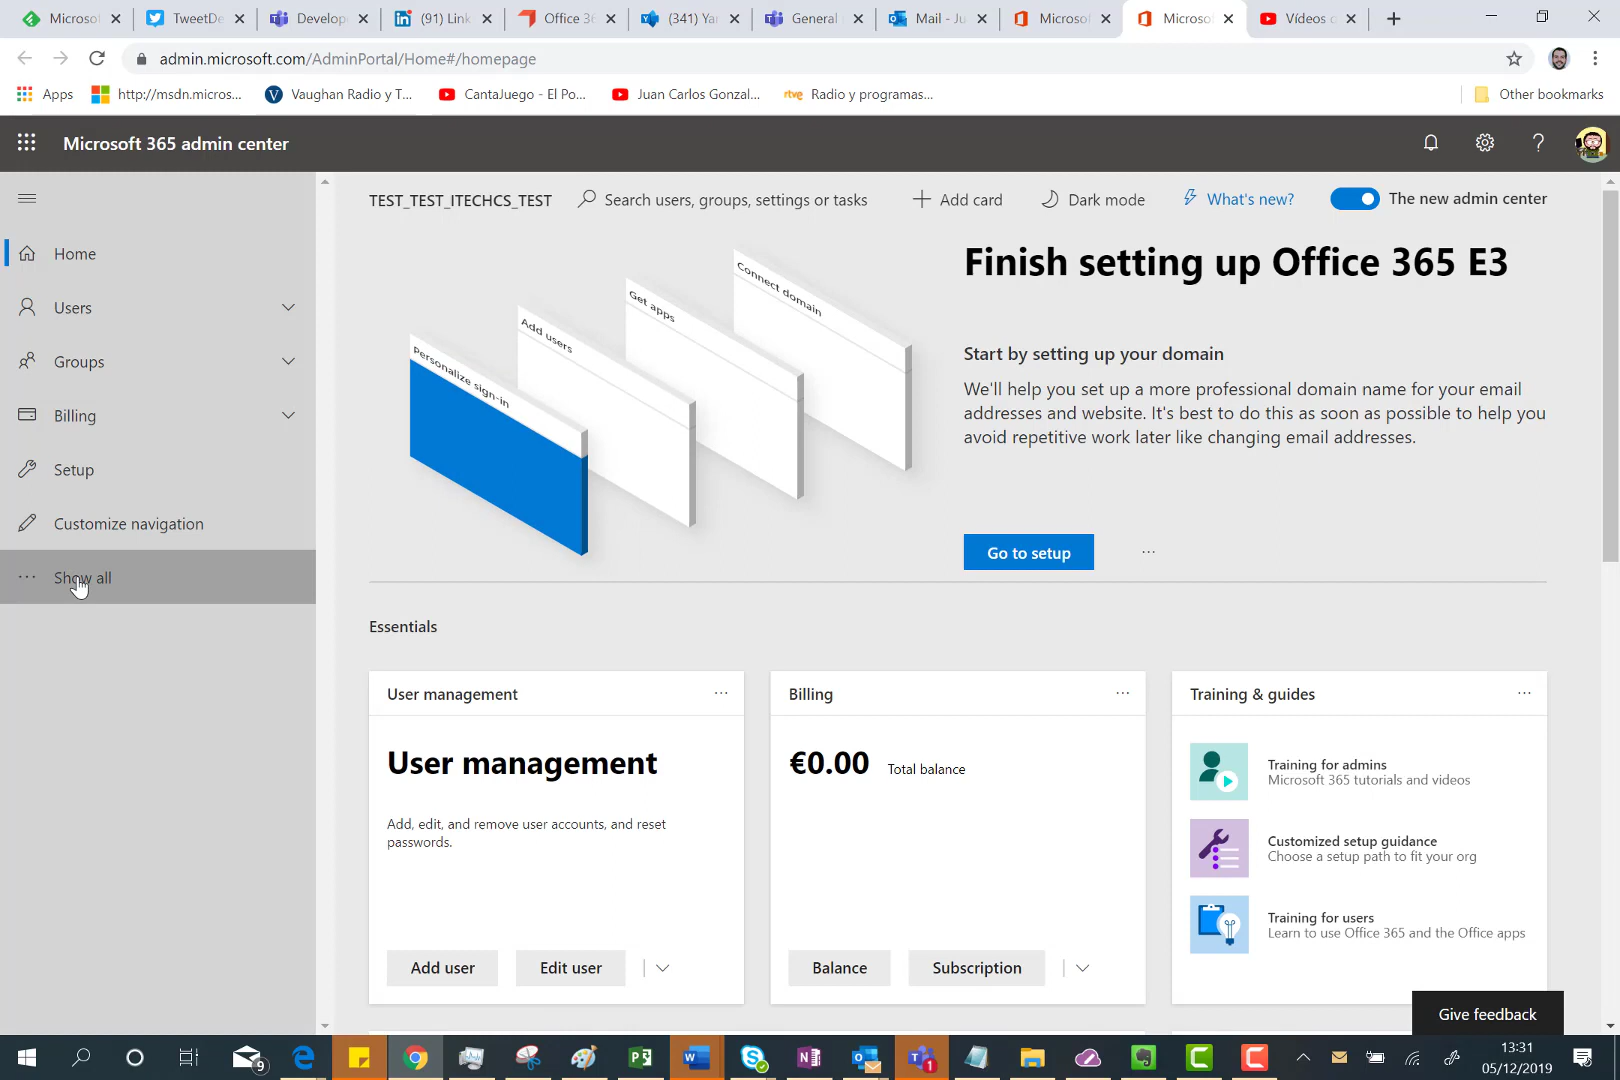 Microso
TweetDe
Develop
(91) Link
Office 36
(341) Ya
General
Mail - Ju
Microsof
Microso
Vídeos d
admin.microsoft.com/AdminPortal/Home#/homepage
Apps
http://msdn.micros...
Vaughan Radio y T...
CantaJuego - El Po...
Juan Carlos Gonzal...
rtve
Radio y programas...
Other bookmarks
Microsoft 365 admin center
TEST_TEST_ITECHCS_TEST
Search users, groups, settings or tasks
Add card
Dark mode
What's new?
The new admin center
Home
Users
Groups
Billing
Setup
Customize navigation
Show all
Personalize sign-in
Add users
Get apps
Connect domain
Finish setting up Office 365 E3
Start by setting up your domain
We'll help you set up a more professional domain name for your email
addresses and website. It's best to do this as soon as possible to help you
avoid repetitive work later like changing email addresses.
Go to setup
Essentials
User management
User management
Add, edit, and remove user accounts, and reset
passwords.
Add user
Edit user
Billing
€0.00 Total balance
Balance
Subscription
Training & guides
Training for admins
Microsoft 365 tutorials and videos
Customized setup guidance
Choose a setup path to fit your org
Training for users
Learn to use Office 365 and the Office apps
Give feedback
9
1
13:31
05/12/2019